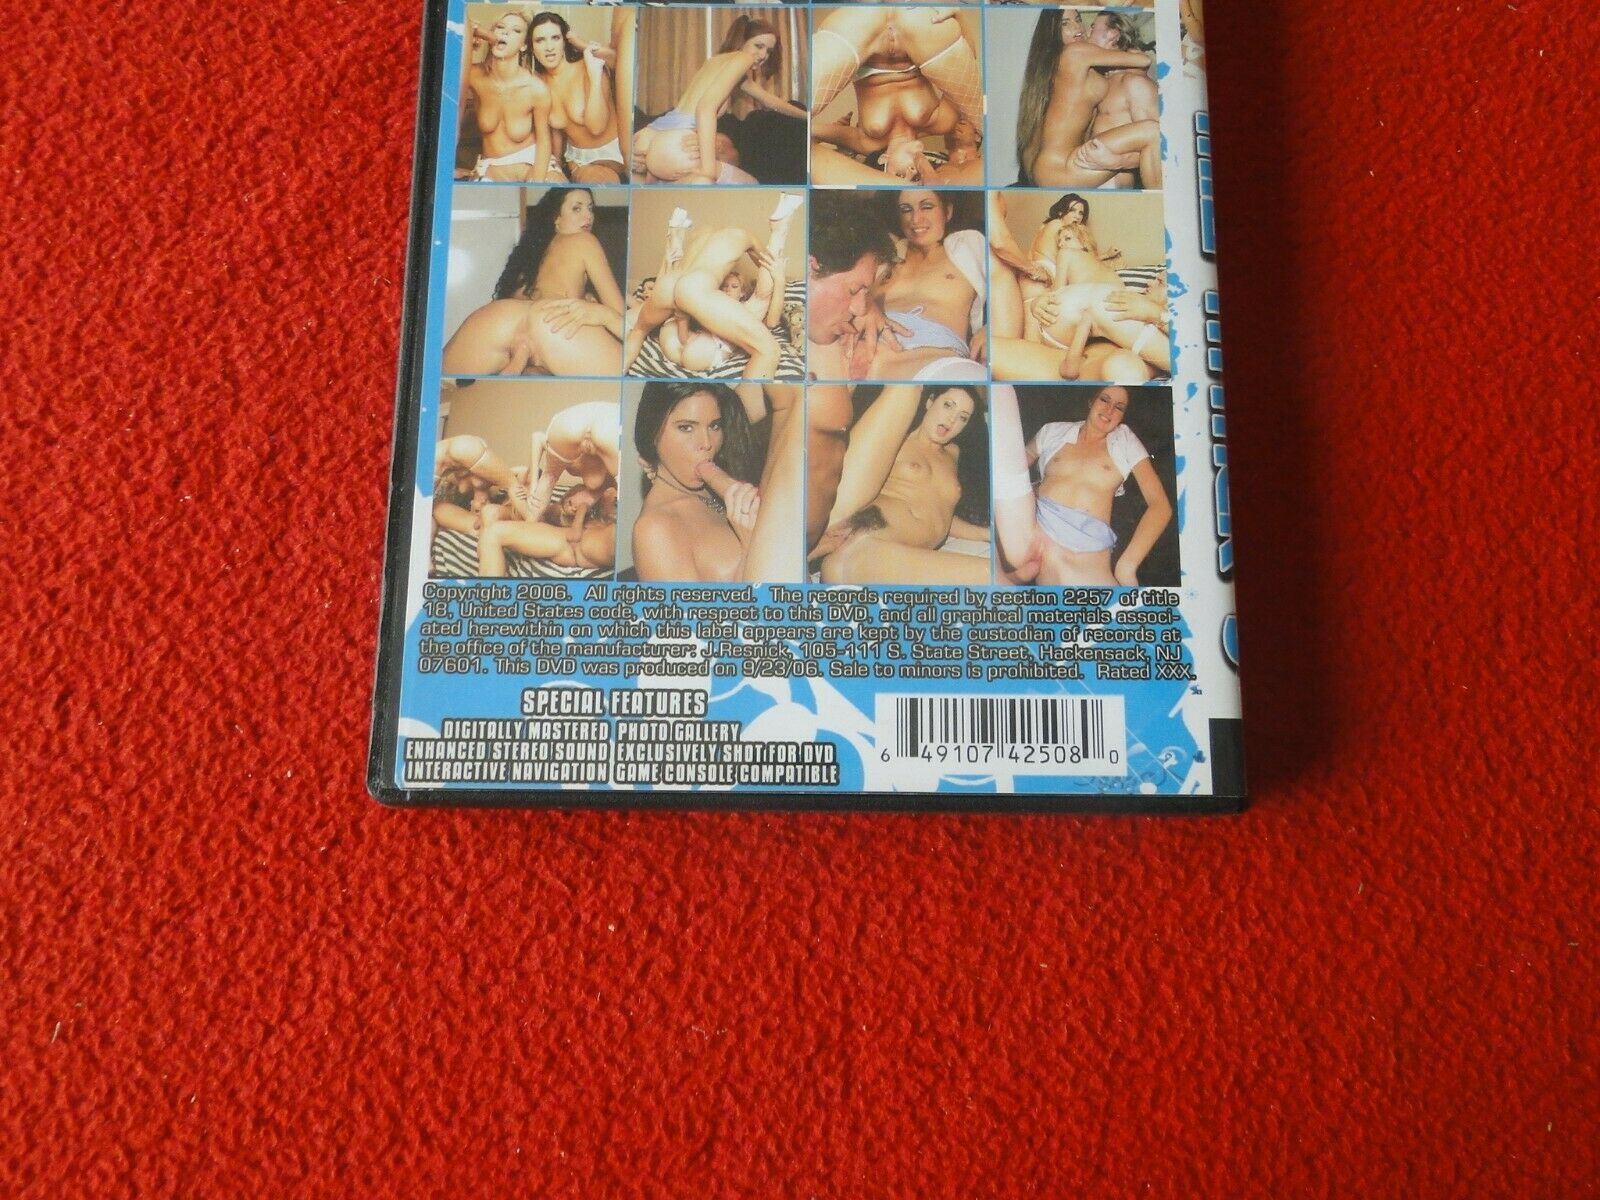 Copyright 2006. All rights reserved. The records required by section 2257 of title
18, United States code, with respect to this DVD, and all graphical materials associ-
ated herewithin on which this label appears are kept by the custodian of records at
the office of the manufacturer: J.Resnick, 105-111 S. State Street, Hackensack, NJ
07601. This DVD was produced on 9/23/06. Sale to minors is prohibited. Rated XXX.
SPECIAL FEATURES
DIGITALLY MASTERED PHOTO GALLERY
ENHANCED STEREO SOUND EXCLUSIVELY SHOT FOR DVD
INTERACTIVE NAVIGATION GAME CONSOLE COMPATIBLE
6 49107 42508 0